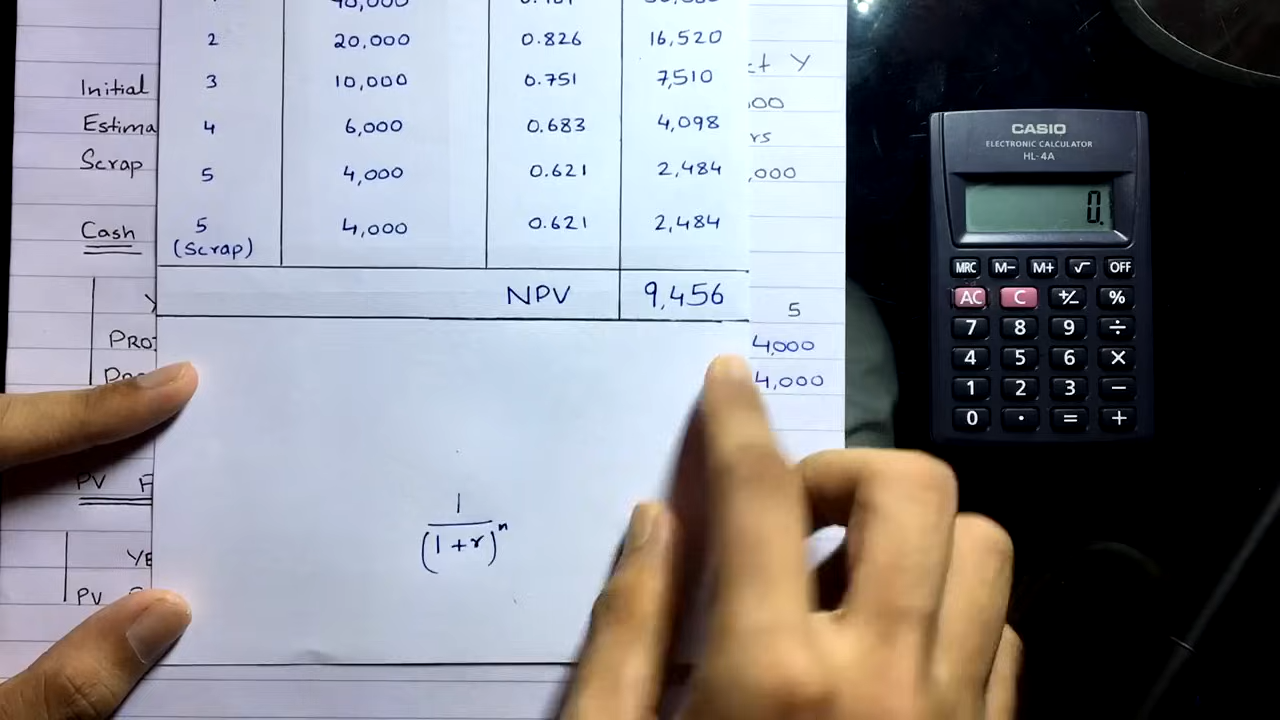 2 20,000 0.826 16,520
3 10,000 0.751 7,510
4 6,000 0.683 4,098
5 4,000 0.621 2,484
5 4,000 0.621 2,484
(Scrap)
NPV 9,456
1
(1+r)^n
Initial
Estima
Scrap
Cash
PV
YE
PV
Y
000
5
4,000
4,000
CASIO
ELECTRONIC CALCULATOR
HL-4A
0.
MRC M− M+ √ OFF
AC C +/− %
7 8 9 ÷
4 5 6 ×
1 2 3 −
0 · = +